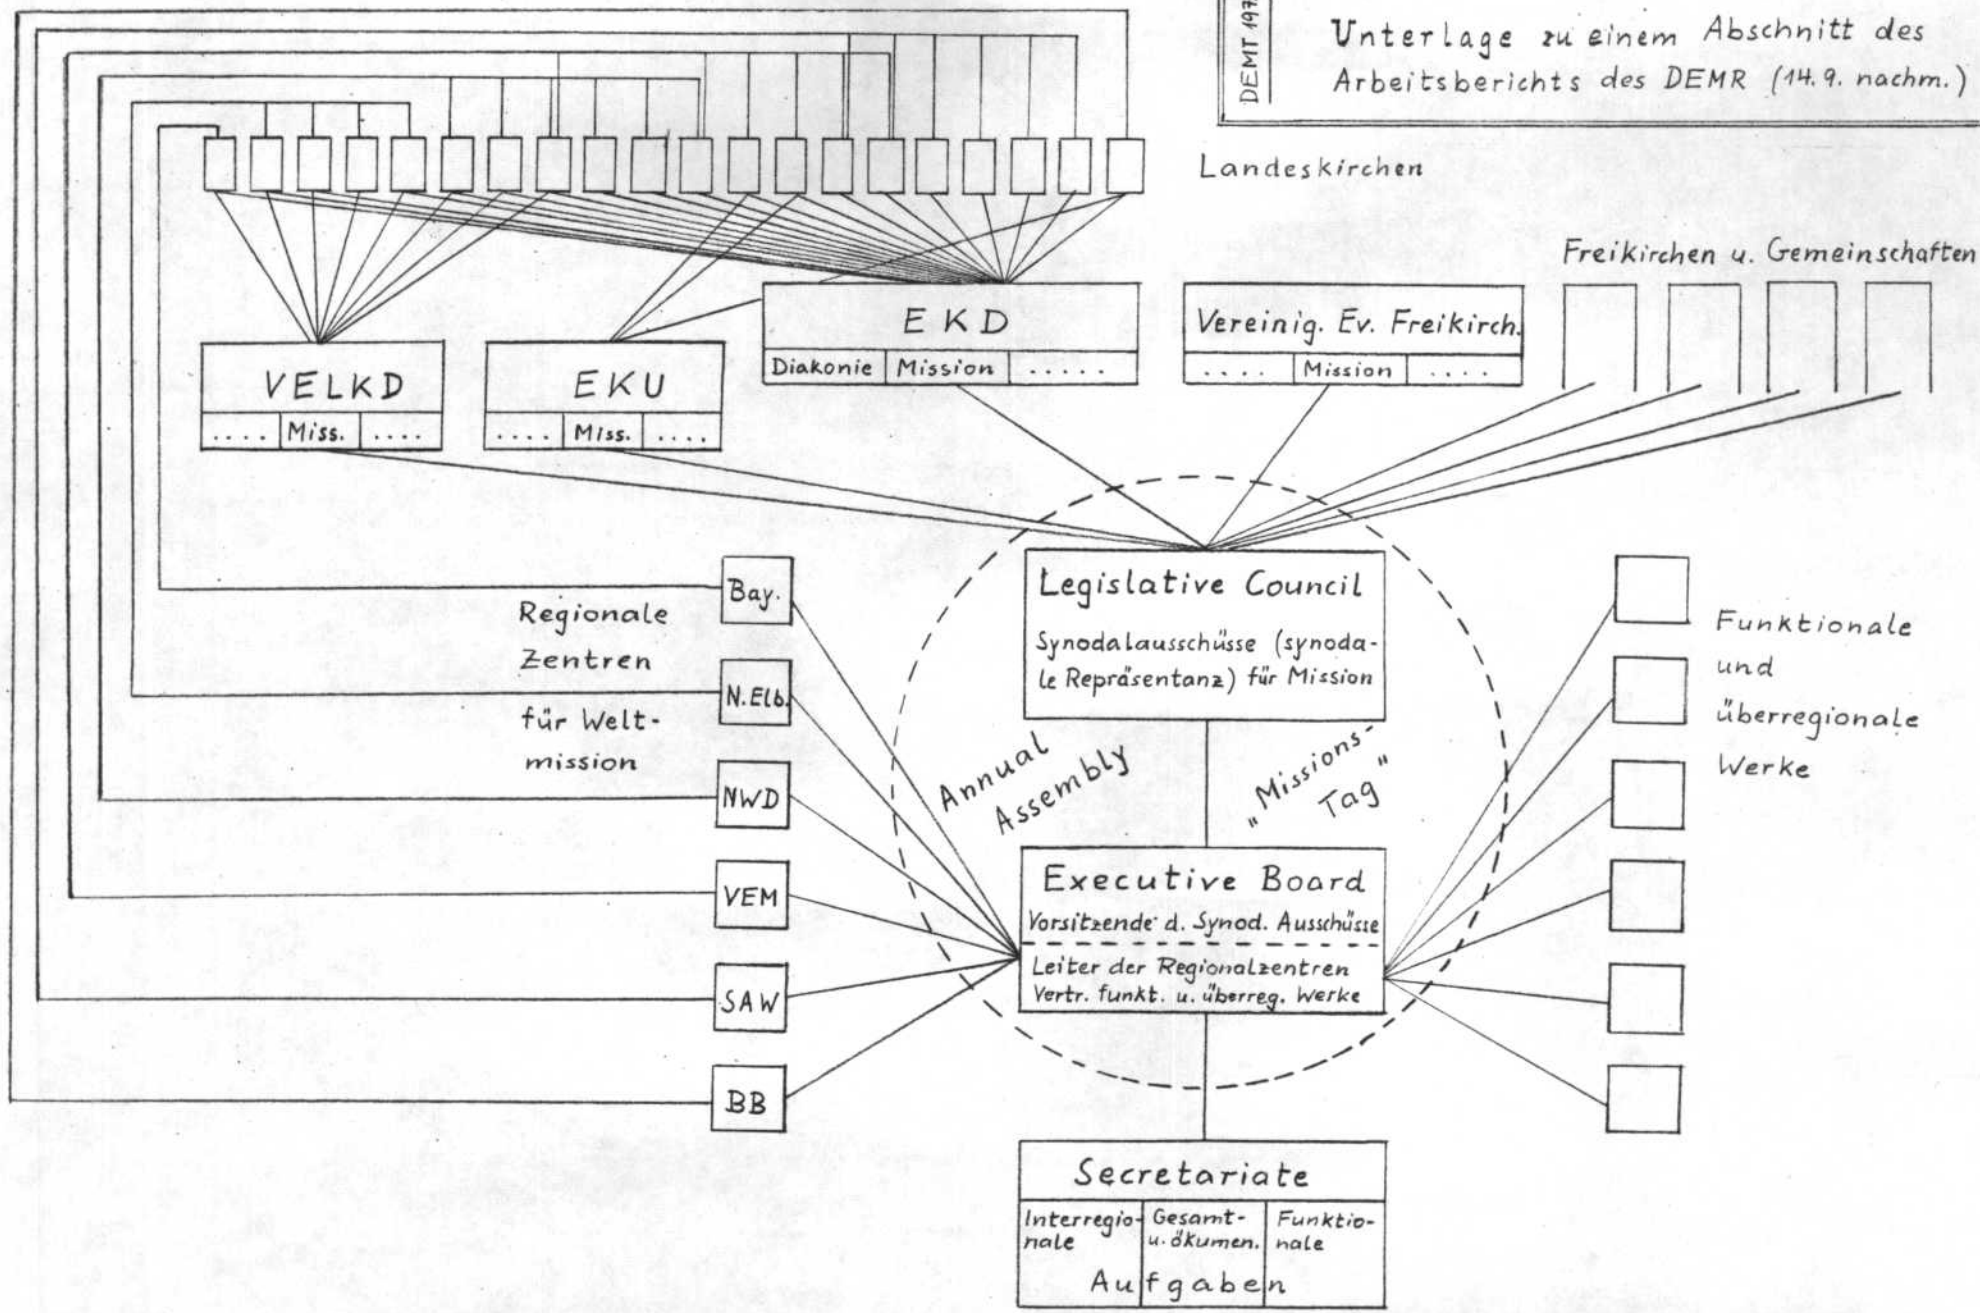 DEMT 197
Unterlage zu einem Abschnitt des
Arbeitsberichts des DEMR (14.9. nachm.)
Landeskirchen
Freikirchen u. Gemeinschaften
EKD
Diakonie Mission .....
Vereinig. Ev. Freikirch.
.... Mission ....
VELKD
.... Miss. ....
EKU
.... Miss. ....
Regionale
Zentren
für Welt-
mission
Bay.
N.Elb.
NWD
VEM
SAW
BB
Legislative Council
Synodalausschüsse (synoda-
le Repräsentanz) für Mission
Annual
Assembly
"Missions-
Tag"
Executive Board
Vorsitzende d. Synod. Ausschüsse
Leiter der Regionalzentren
Vertr. funkt. u. überreg. Werke
Funktionale
und
überregionale
Werke
Secretariate
Interregio-
nale
Gesamt-
u. ökumen.
Funktio-
nale
Aufgaben